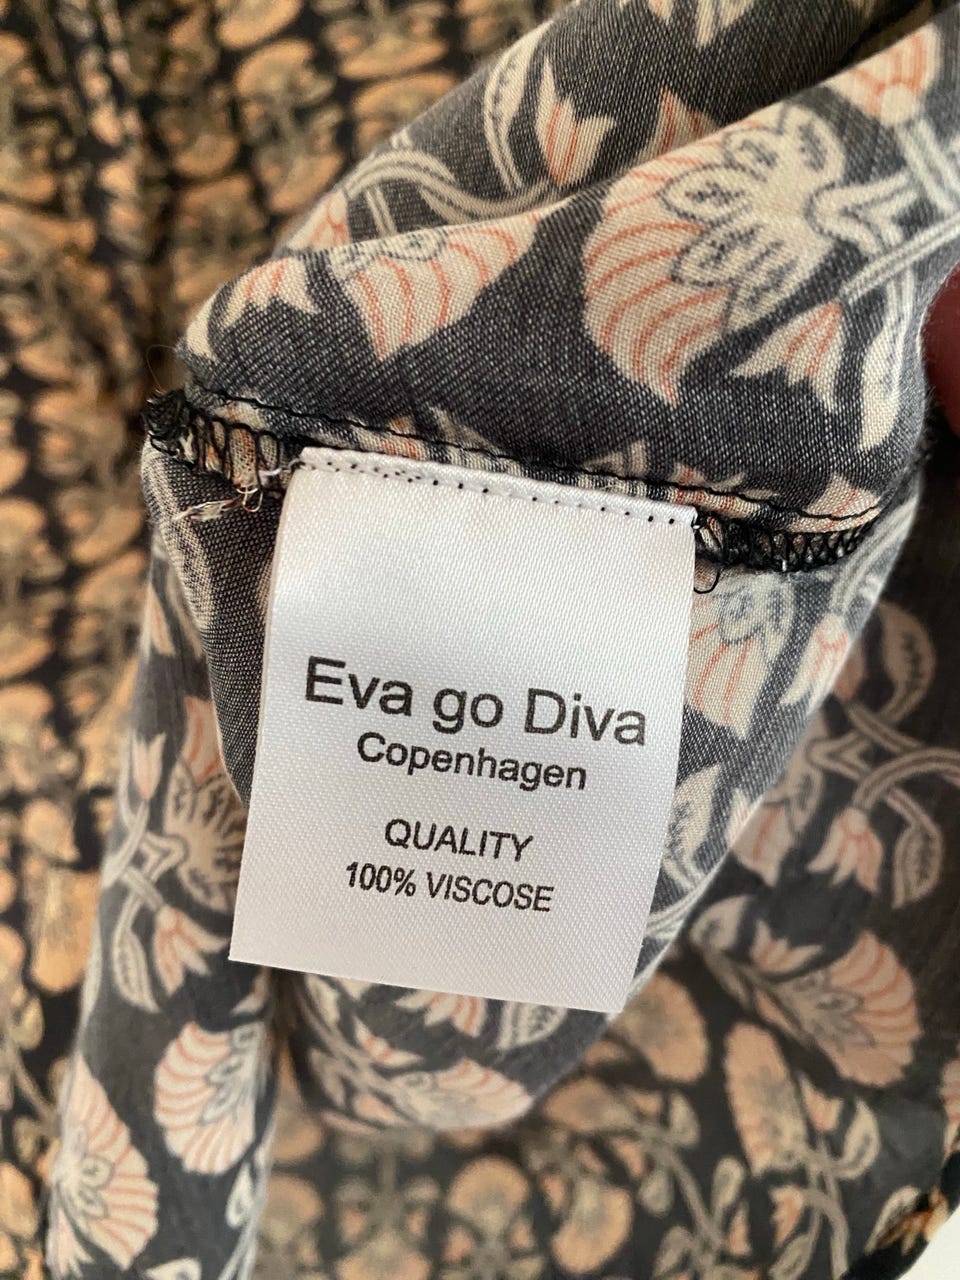 Eva go Diva
Copenhagen
QUALITY
100% VISCOSE